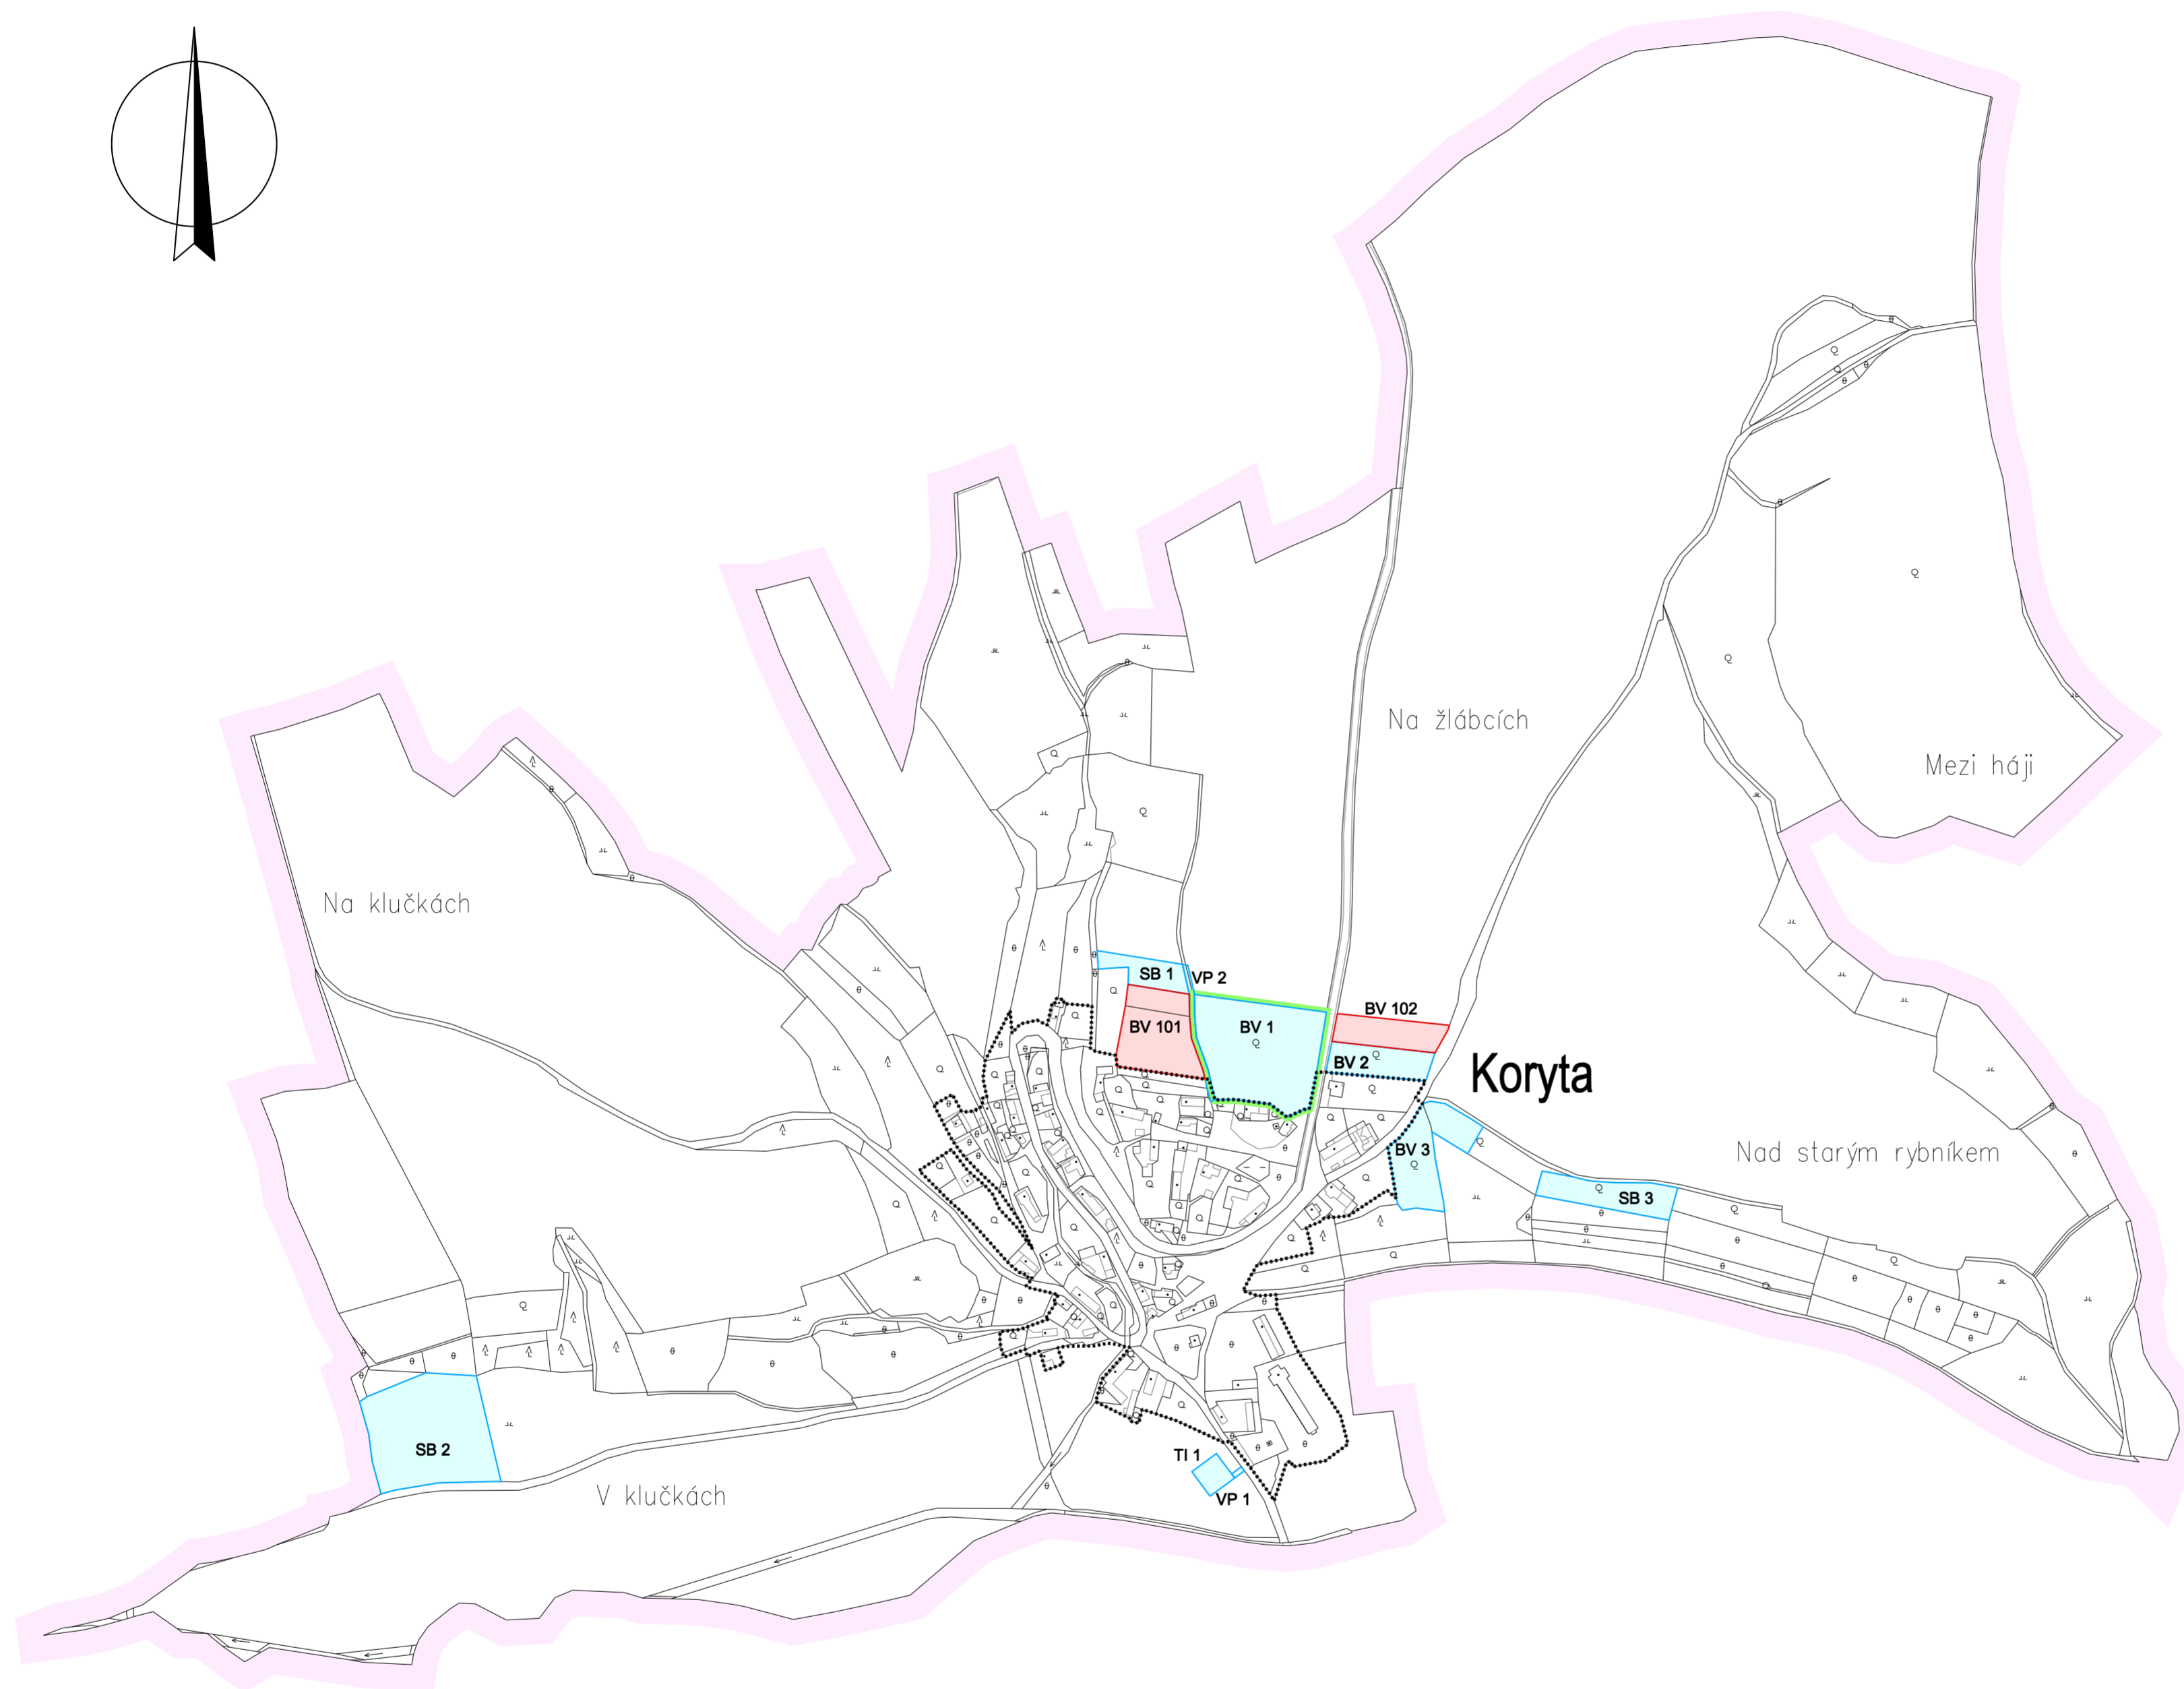 Na žlábcích
Mezi háji
Na klučkách
SB 1
VP 2
BV 102
BV 101
BV 1
BV 2
Koryta
BV 3
Nad starým rybníkem
SB 3
SB 2
TI 1
V klučkách
VP 1